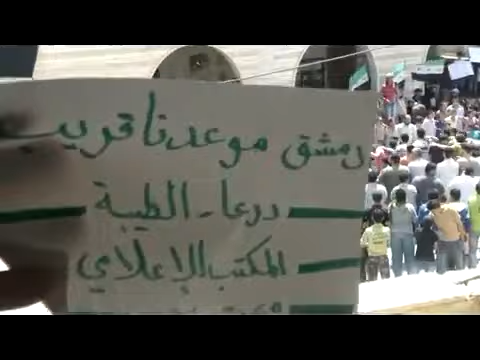 دمشق موعدنا قريب
درعا - الطيبة
المكتب الإعلامي